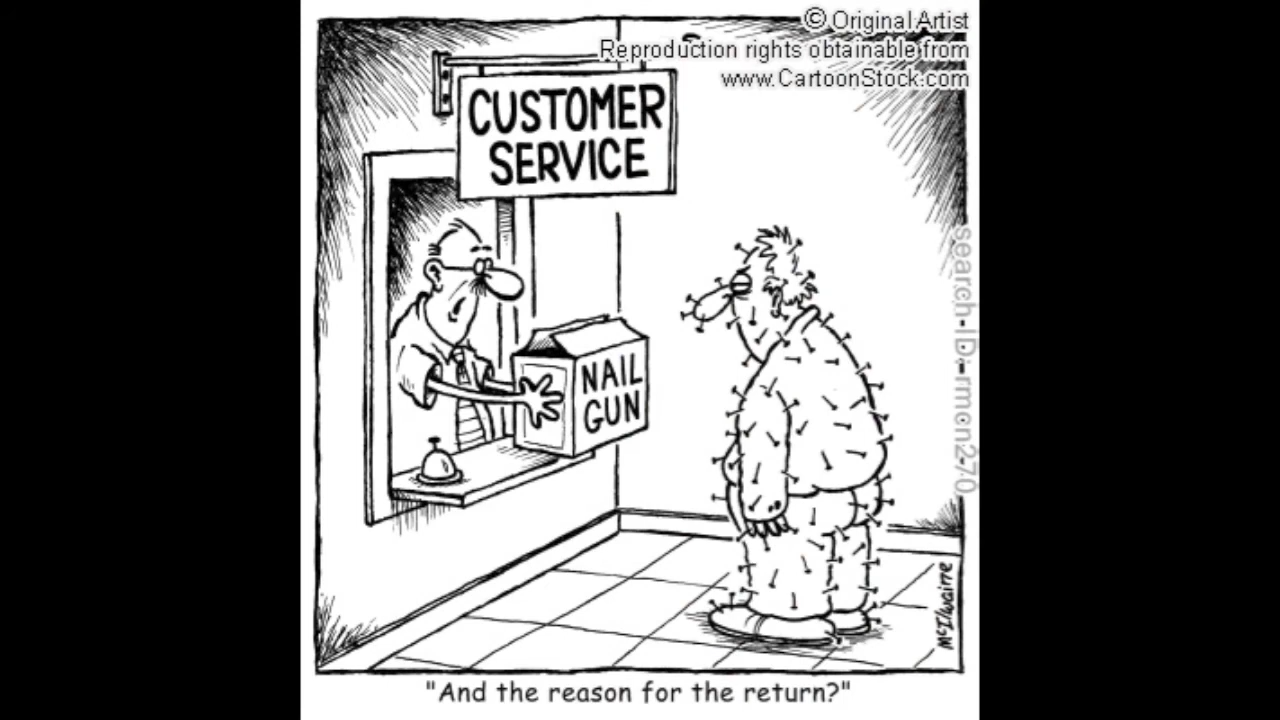 © Original Artist
Reproduction rights obtainable from
www.CartoonStock.com
CUSTOMER
SERVICE
NAIL
GUN
search ID: rmcn270
McIlwaine
"And the reason for the return?"